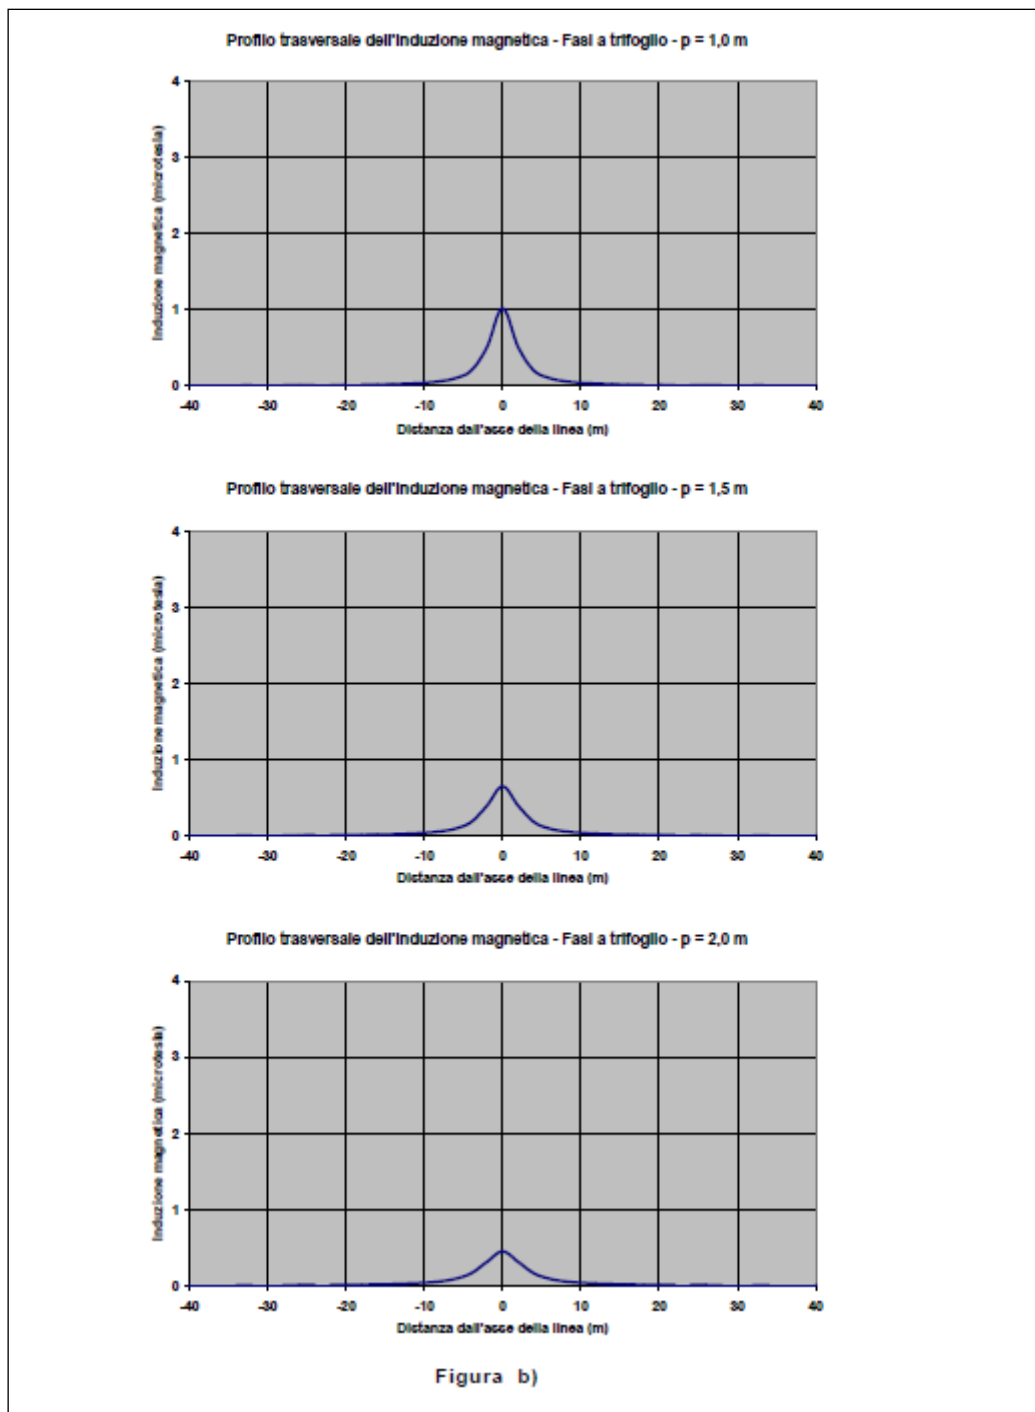 Profilo trasversale dell'induzione magnetica - Fasi a trifoglio - p = 1,0 m
Induzione magnetica (microtesla)
4
3
2
1
0
-40 -30 -20 -10 0 10 20 30 40
Distanza dall'asse della linea (m)
Profilo trasversale dell'induzione magnetica - Fasi a trifoglio - p = 1,5 m
Induzione magnetica (microtesla)
4
3
2
1
0
-40 -30 -20 -10 0 10 20 30 40
Distanza dall'asse della linea (m)
Profilo trasversale dell'induzione magnetica - Fasi a trifoglio - p = 2,0 m
Induzione magnetica (microtesla)
4
3
2
1
0
-40 -30 -20 -10 0 10 20 30 40
Distanza dall'asse della linea (m)
Figura b)